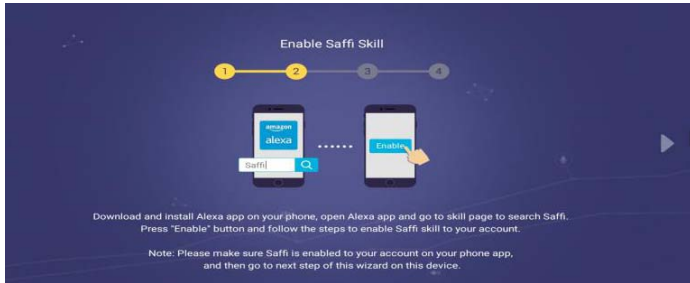 Enable Saffi Skill
1 2 3 4
amazon
alexa
Saffi
Enable
Download and install Alexa app on your phone, open Alexa app and go to skill page to search Saffi.
Press "Enable" button and follow the steps to enable Saffi skill to your account.
Note: Please make sure Saffi is enabled to your account on your phone app,
and then go to next step of this wizard on this device.